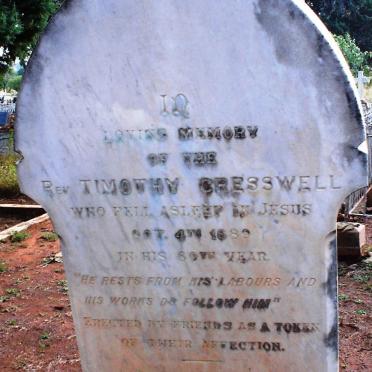 IN
LOVING MEMORY
OF THE
REV TIMOTHY CRESSWELL
WHO FELL ASLEEP IN JESUS
OCT. 4TH
IN HIS YEAR
"HE RESTS FROM HIS LABOURS AND
HIS WORKS DO FOLLOW HIM"
ERECTED BY FRIENDS AS A TOKEN
OF THEIR AFFECTION.